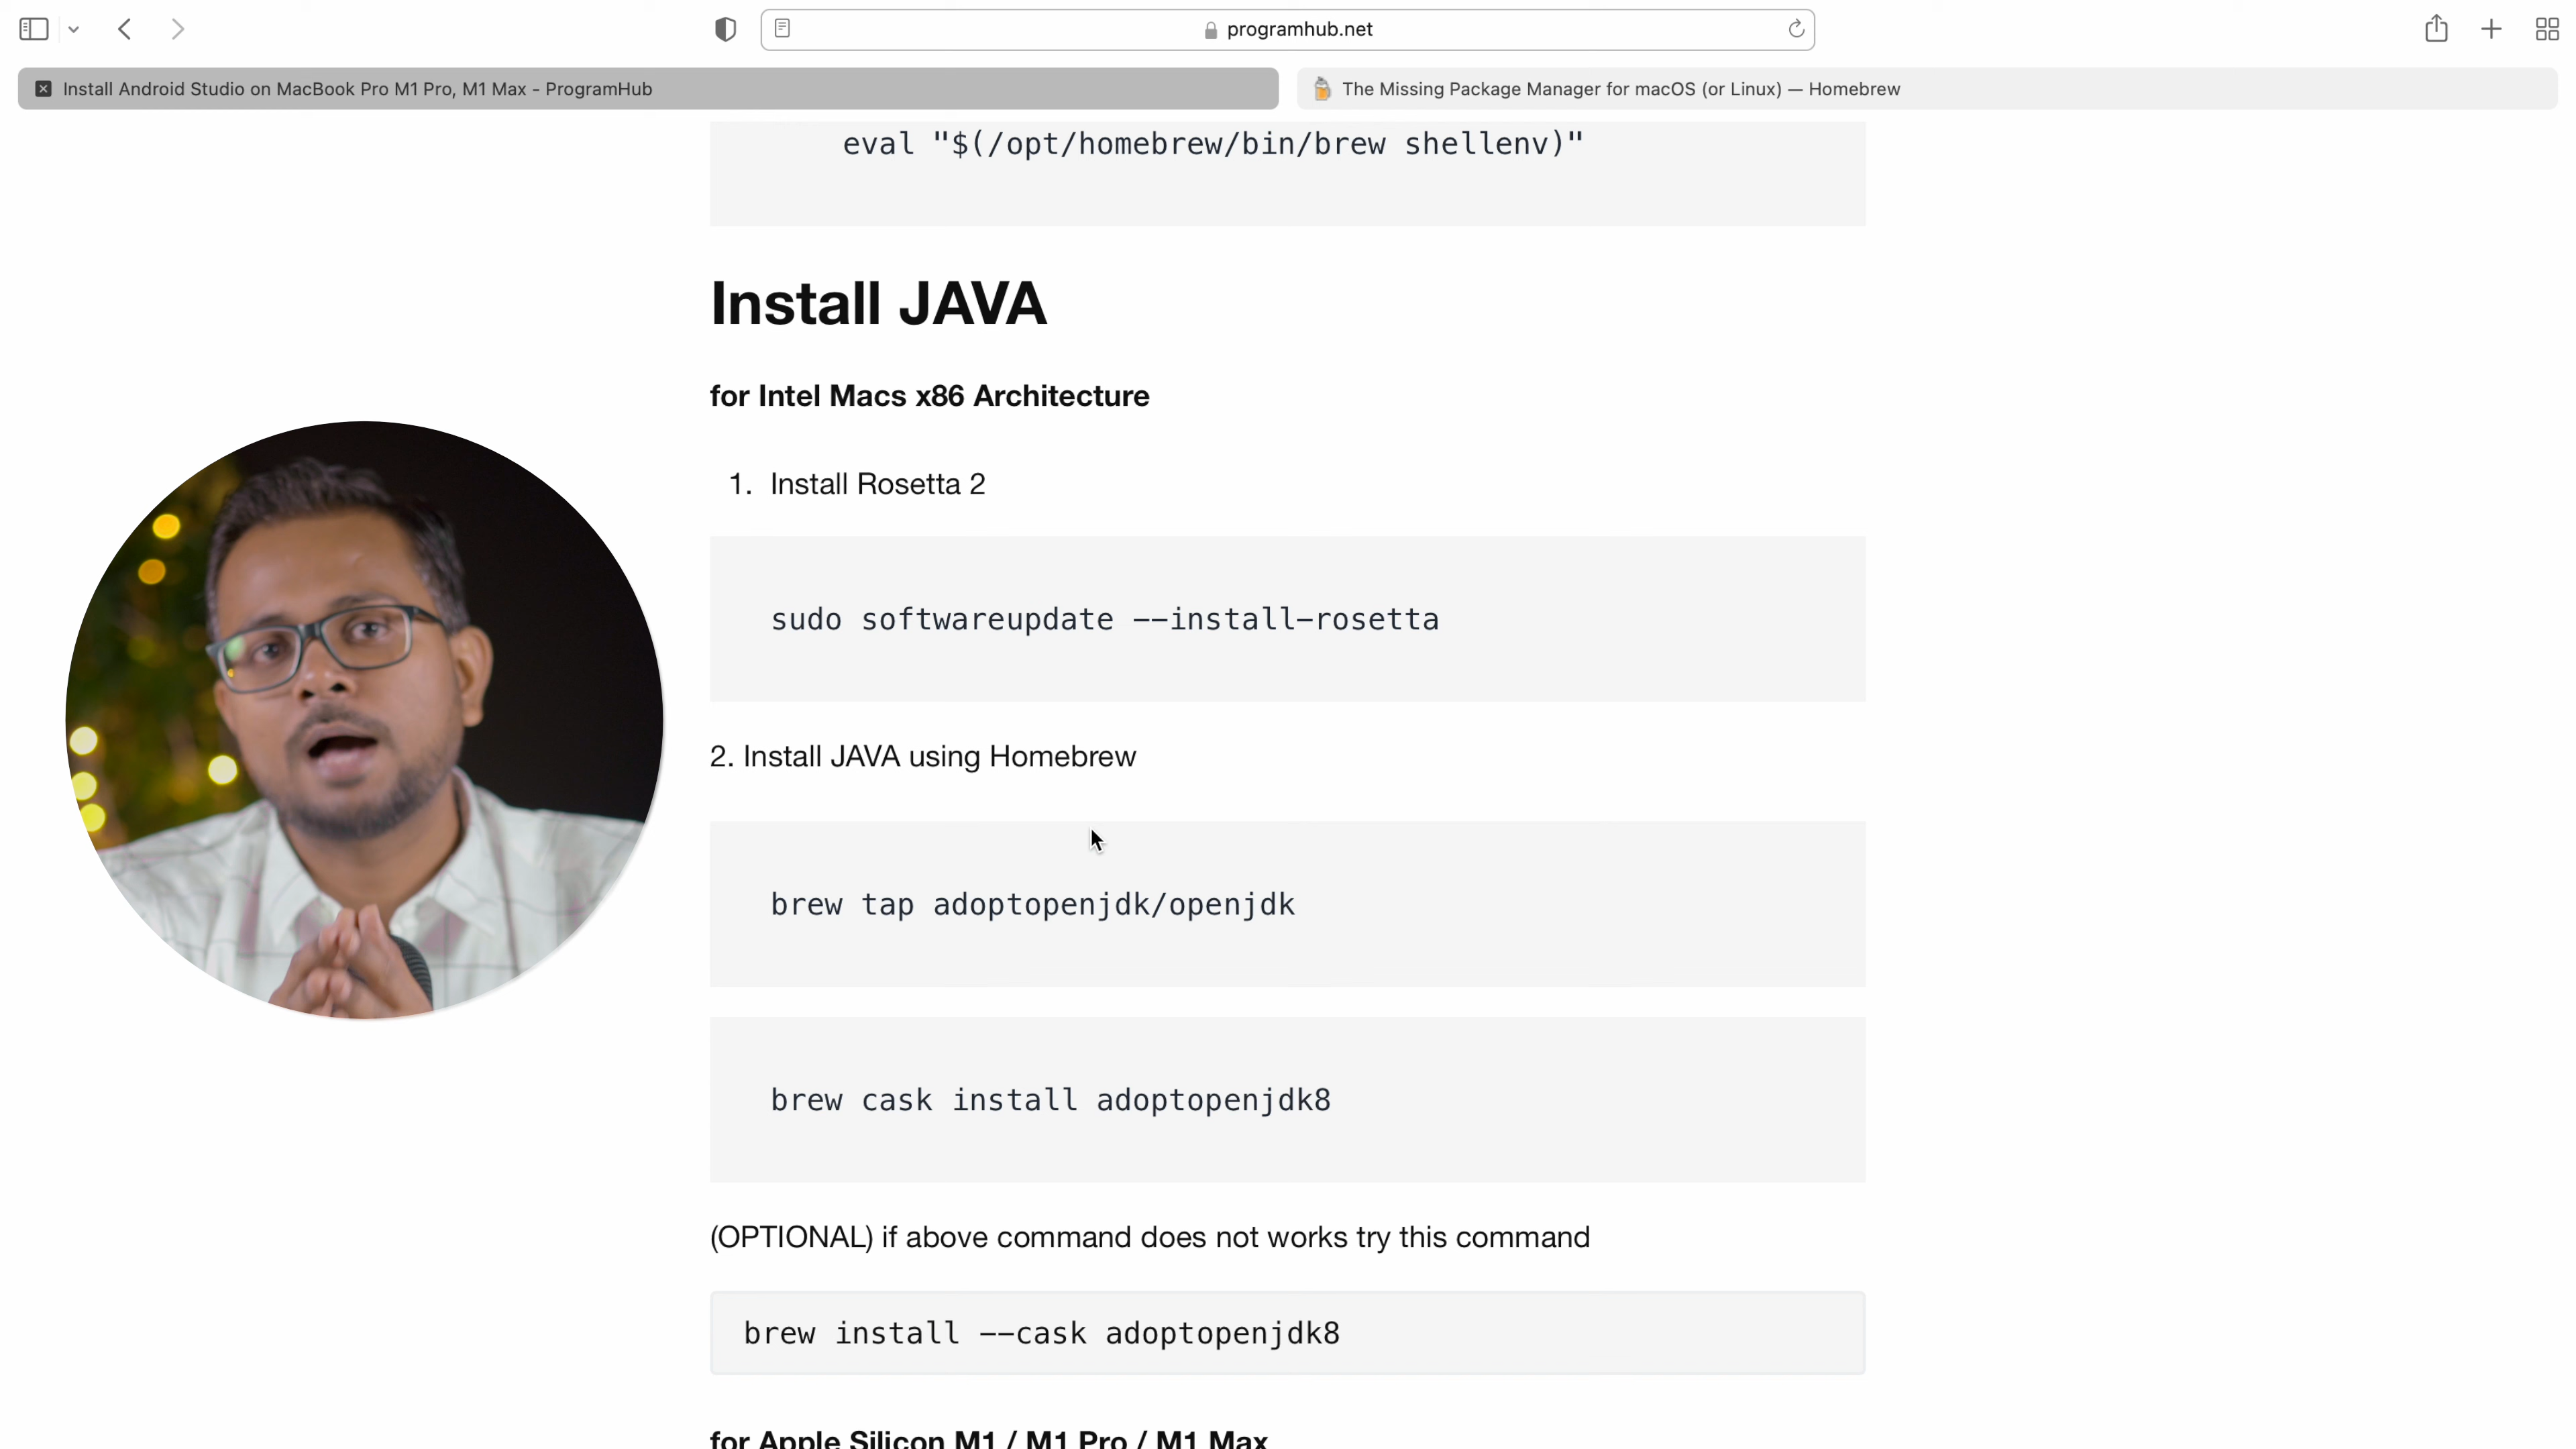 programhub.net
Install Android Studio on MacBook Pro M1 Pro, M1 Max - ProgramHub
The Missing Package Manager for macOS (or Linux) — Homebrew
eval "$(/opt/homebrew/bin/brew shellenv)"
Install JAVA
for Intel Macs x86 Architecture
1. Install Rosetta 2
sudo softwareupdate --install-rosetta
2. Install JAVA using Homebrew
brew tap adoptopenjdk/openjdk
brew cask install adoptopenjdk8
(OPTIONAL) if above command does not works try this command
brew install --cask adoptopenjdk8
for Apple Silicon M1 / M1 Pro / M1 Max